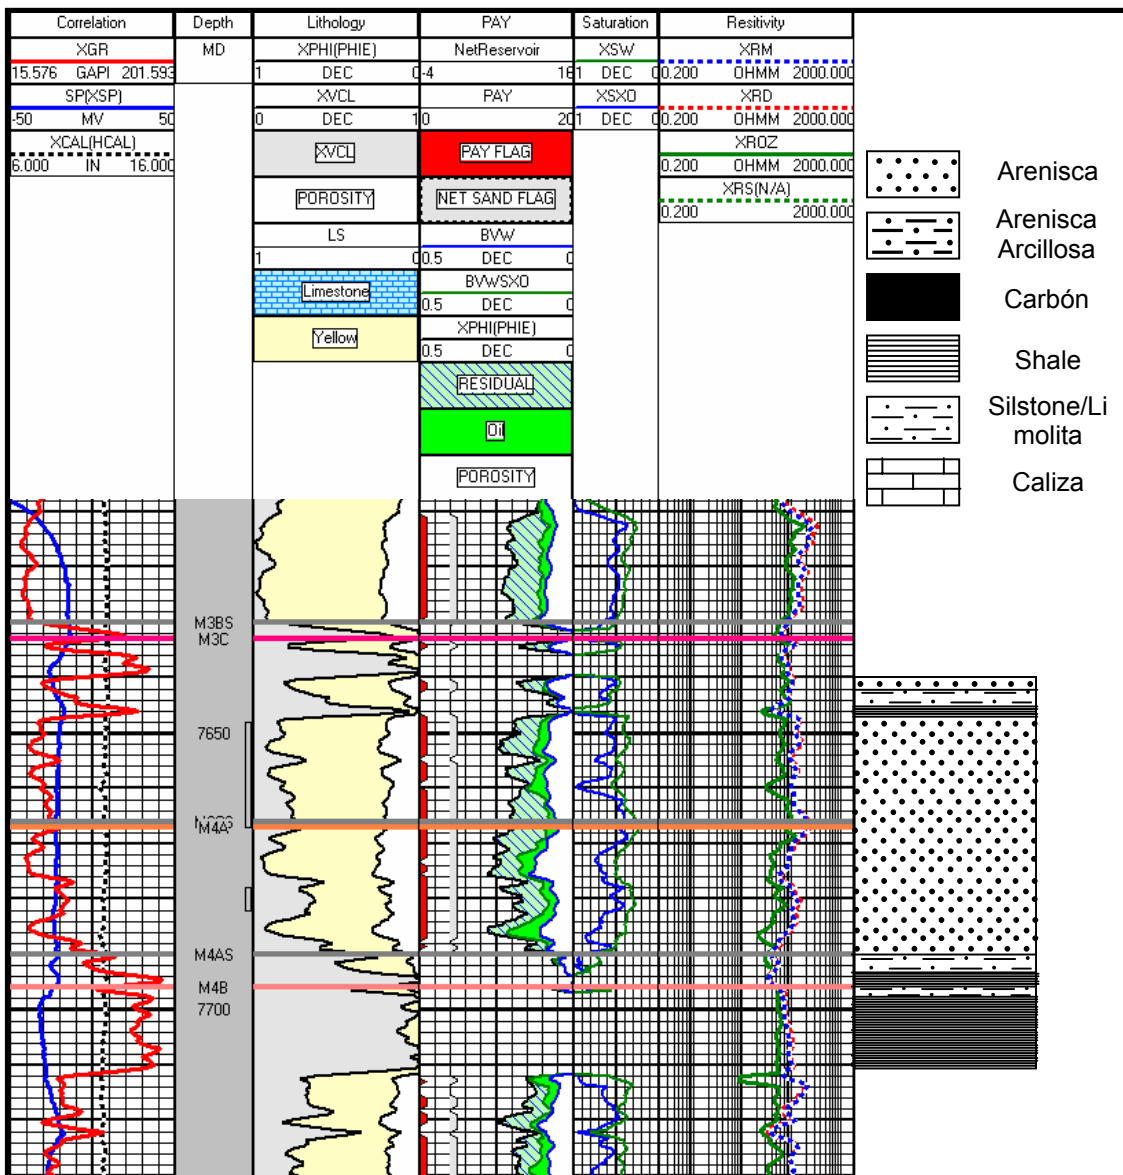 Correlation Depth Lithology PAY Saturation Resitivity
XGR MD XPHI(PHIE) NetReservoir XSW XRM
15.576 GAPI 201.593 1 DEC 0 -4 16 1 DEC 0 0.200 OHMM 2000.000
SP(XSP) XVCL PAY XSXO XRD
-50 MV 50 0 DEC 1 0 20 1 DEC 0 0.200 OHMM 2000.000
XCAL(HCAL) XVCL PAY FLAG XROZ
6.000 IN 16.000 0.200 OHMM 2000.000
POROSITY NET SAND FLAG XRS(N/A)
0.200 2000.000
LS BVW
1 0 0.5 DEC 0
Limestone BVWSXO
0.5 DEC 0
Yellow XPHI(PHIE)
0.5 DEC 0
RESIDUAL
Oil
POROSITY
Arenisca
Arenisca
Arcillosa
Carbón
Shale
Silstone/Li
molita
Caliza
M3BS
M3C
7650
M4A
M4AS
M4B
7700